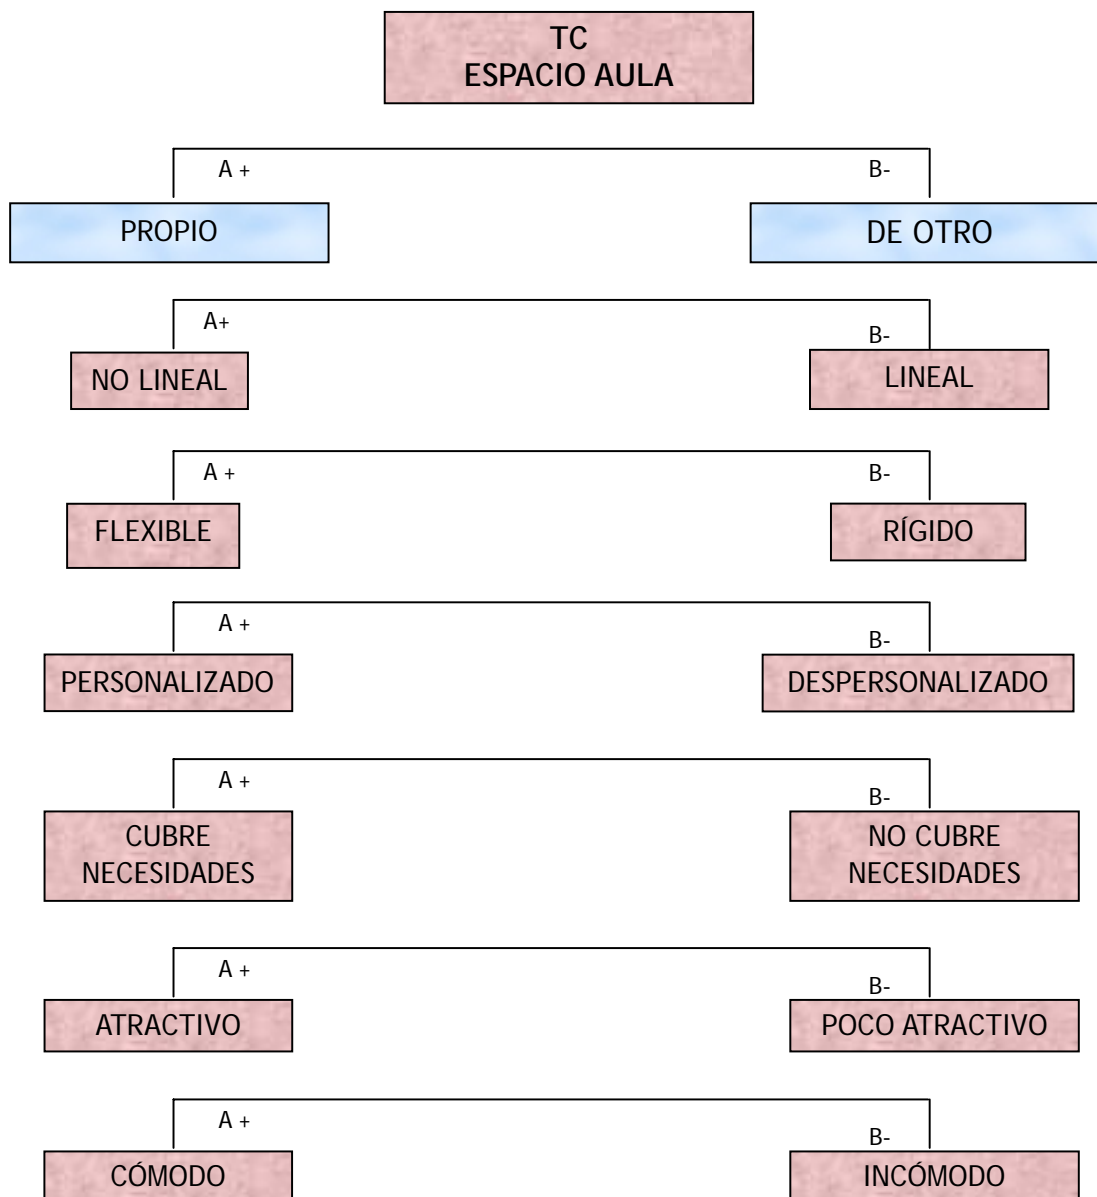 TC
ESPACIO AULA
A +
B-
PROPIO
DE OTRO
A+
B-
NO LINEAL
LINEAL
A +
B-
FLEXIBLE
RÍGIDO
A +
B-
PERSONALIZADO
DESPERSONALIZADO
A +
B-
CUBRE
NECESIDADES
NO CUBRE
NECESIDADES
A +
B-
ATRACTIVO
POCO ATRACTIVO
A +
B-
CÓMODO
INCÓMODO